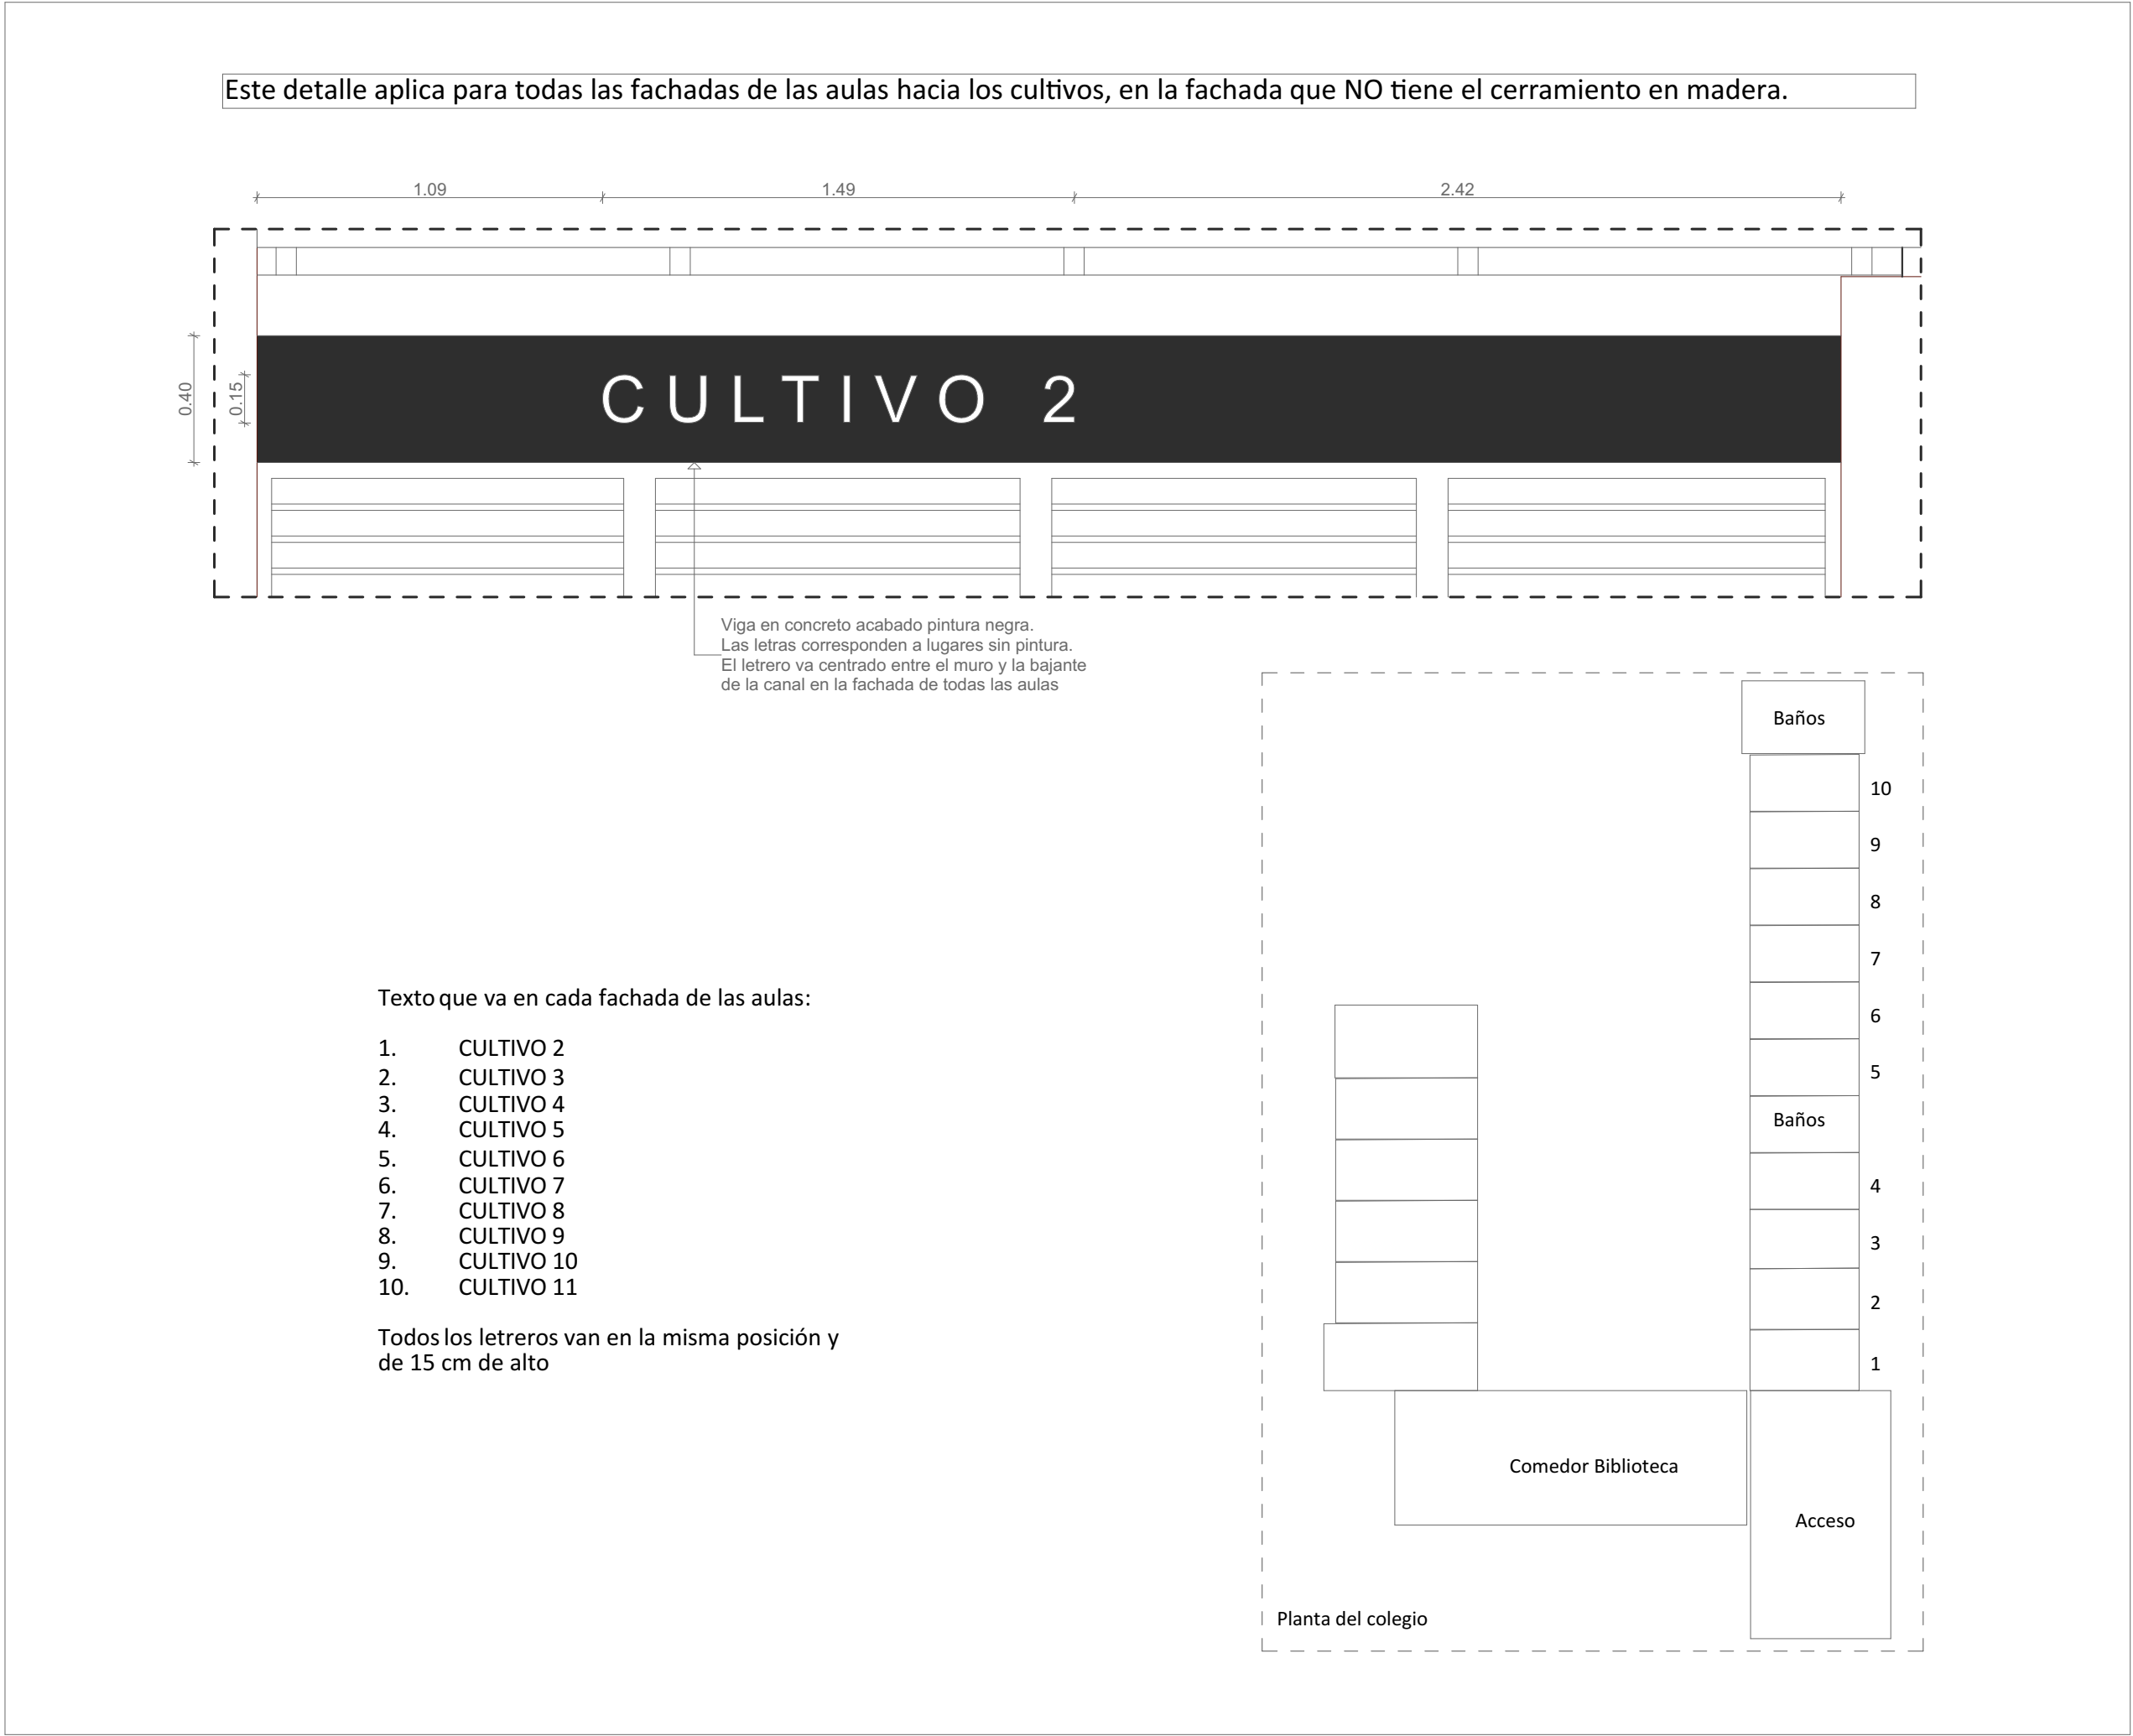 Este detalle aplica para todas las fachadas de las aulas hacia los cultivos, en la fachada que NO tiene el cerramiento en madera.
1.09 1.49 2.42
0.40
0.15
CULTIVO 2
Viga en concreto acabado pintura negra.
Las letras corresponden a lugares sin pintura.
El letrero va centrado entre el muro y la bajante
de la canal en la fachada de todas las aulas
Texto que va en cada fachada de las aulas:
1. CULTIVO 2
2. CULTIVO 3
3. CULTIVO 4
4. CULTIVO 5
5. CULTIVO 6
6. CULTIVO 7
7. CULTIVO 8
8. CULTIVO 9
9. CULTIVO 10
10. CULTIVO 11
Todos los letreros van en la misma posición y
de 15 cm de alto
Baños
10
9
8
7
6
5
Baños
4
3
2
1
Comedor Biblioteca
Acceso
Planta del colegio